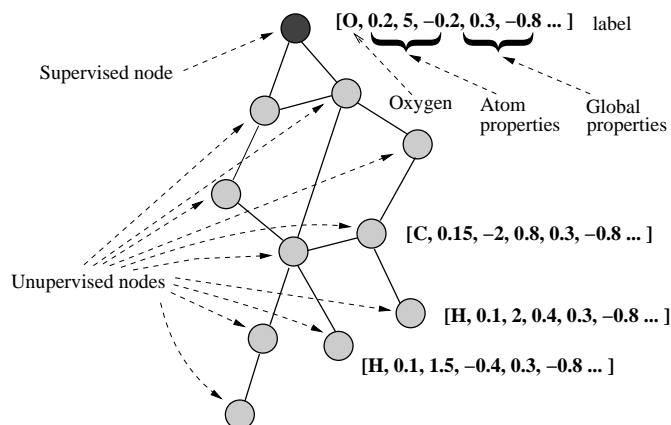 [O, 0.2, 5, −0.2, 0.3, −0.8 ... ] label
Supervised node
Oxygen
Atom
properties
Global
properties
[C, 0.15, −2, 0.8, 0.3, −0.8 ... ]
Unupervised nodes
[H, 0.1, 2, 0.4, 0.3, −0.8 ... ]
[H, 0.1, 1.5, −0.4, 0.3, −0.8 ... ]